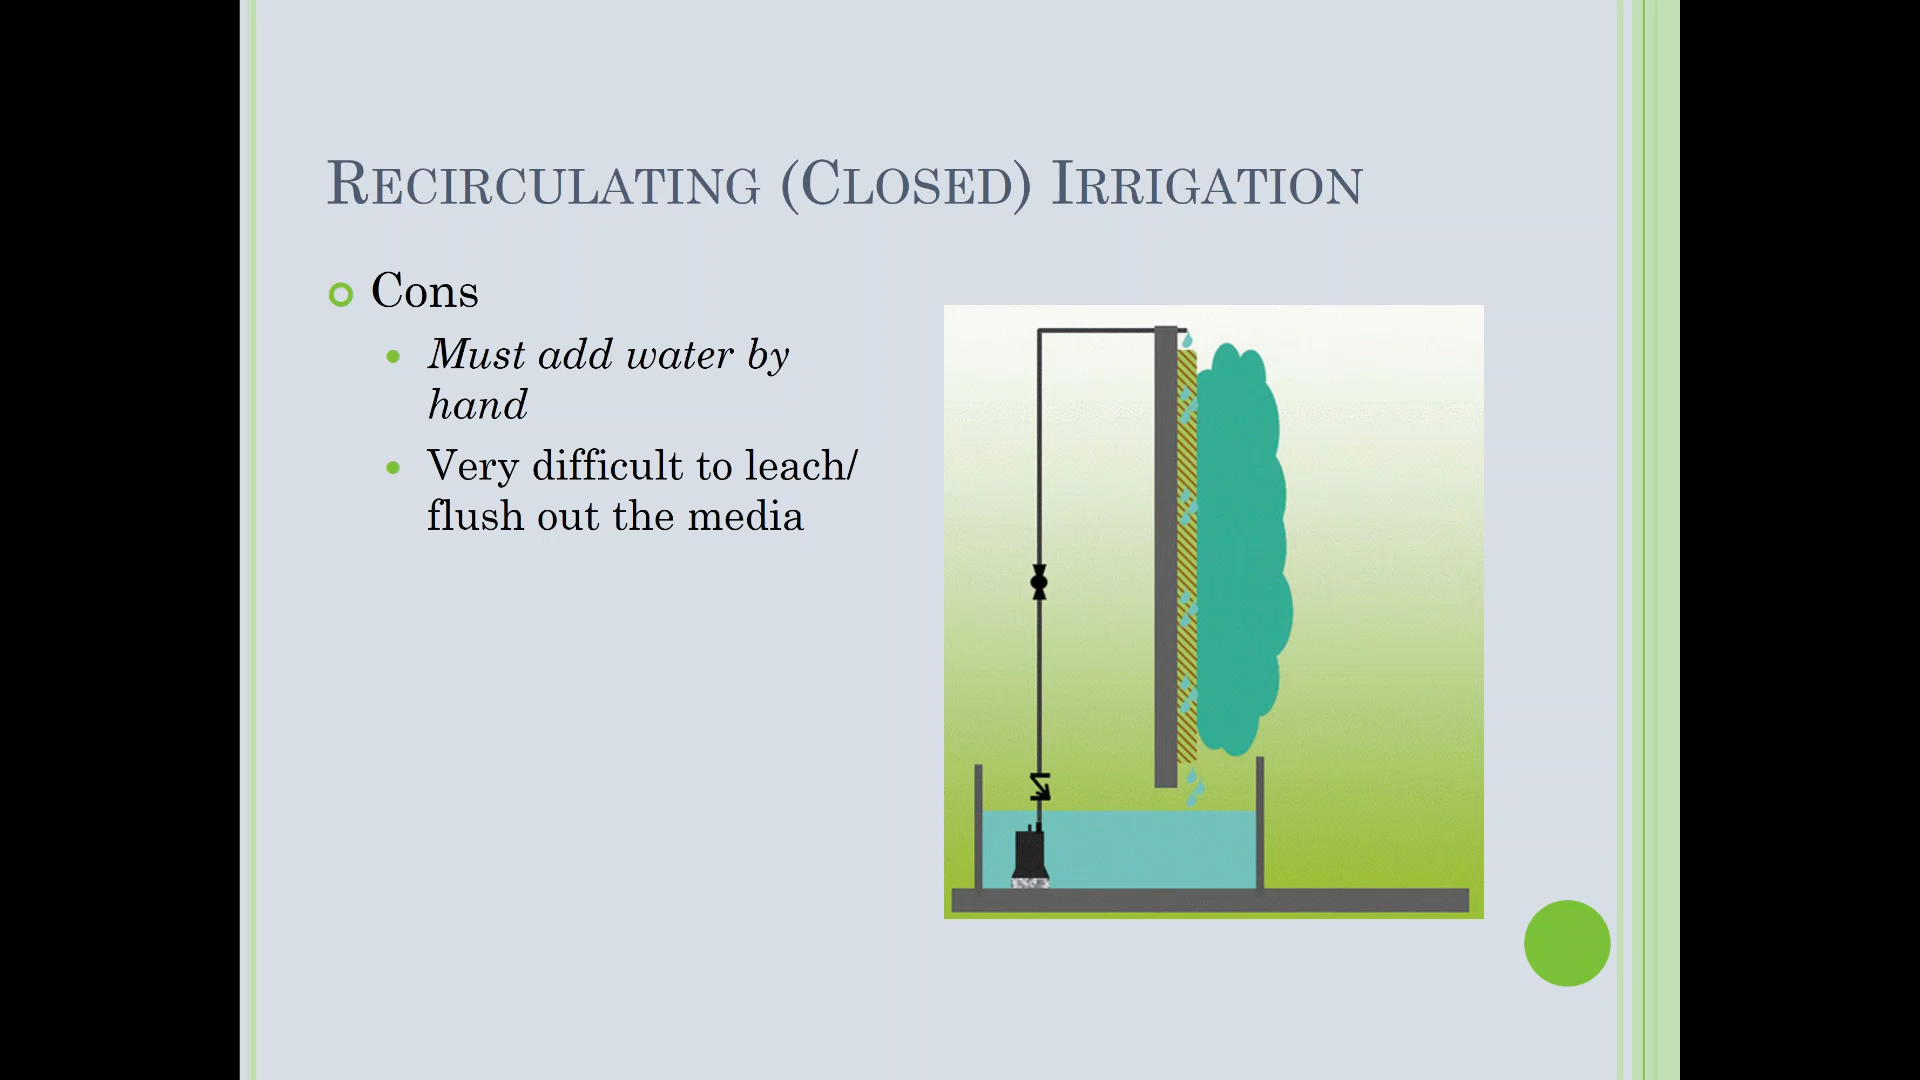 RECIRCULATING (CLOSED) IRRIGATION
Cons
Must add water by
hand
Very difficult to leach/
flush out the media